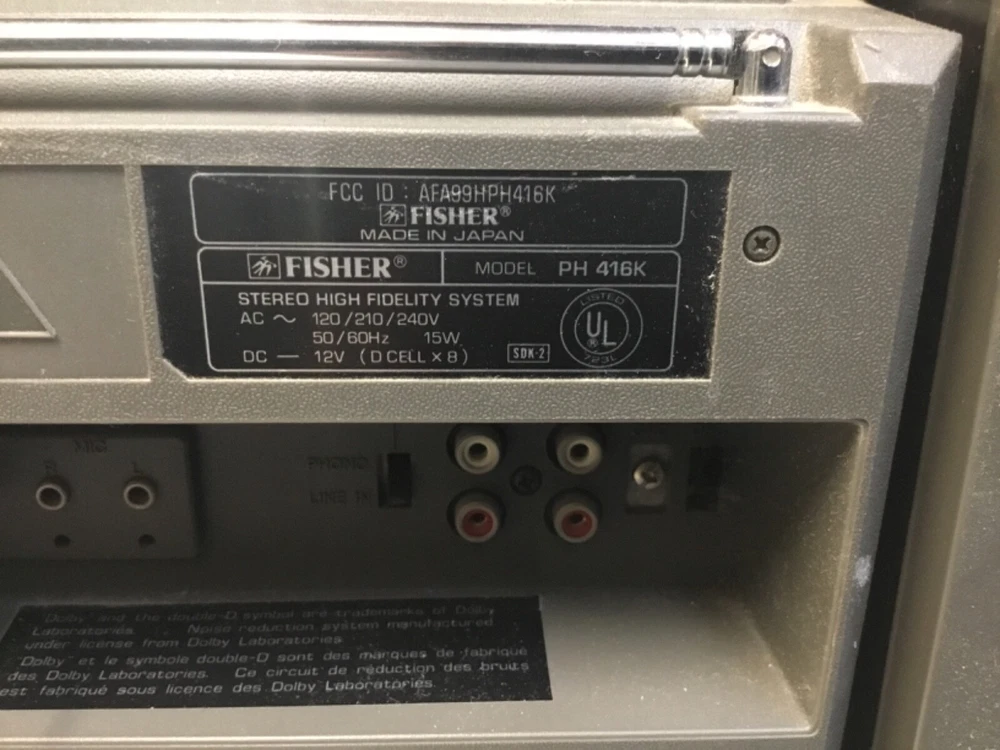 FCC ID : AFA99HPH416K
FISHER®
MADE IN JAPAN
FISHER®
MODEL PH 416K
STEREO HIGH FIDELITY SYSTEM
AC ~ 120/210/240V
50/60Hz 15W
DC — 12V (D CELL × 8)
SDK-2
LISTED
UL®
723L
MIC
R L
PHONO
LINE IN
"Dolby" and the double-D symbol are trademarks of Dolby
Laboratories. Noise reduction system manufactured
under license from Dolby Laboratories.
"Dolby" et le symbole double-D sont des marques de fabrique
des Dolby Laboratories. Ce circuit de réduction des bruits
est fabriqué sous licence des Dolby Laboratories.